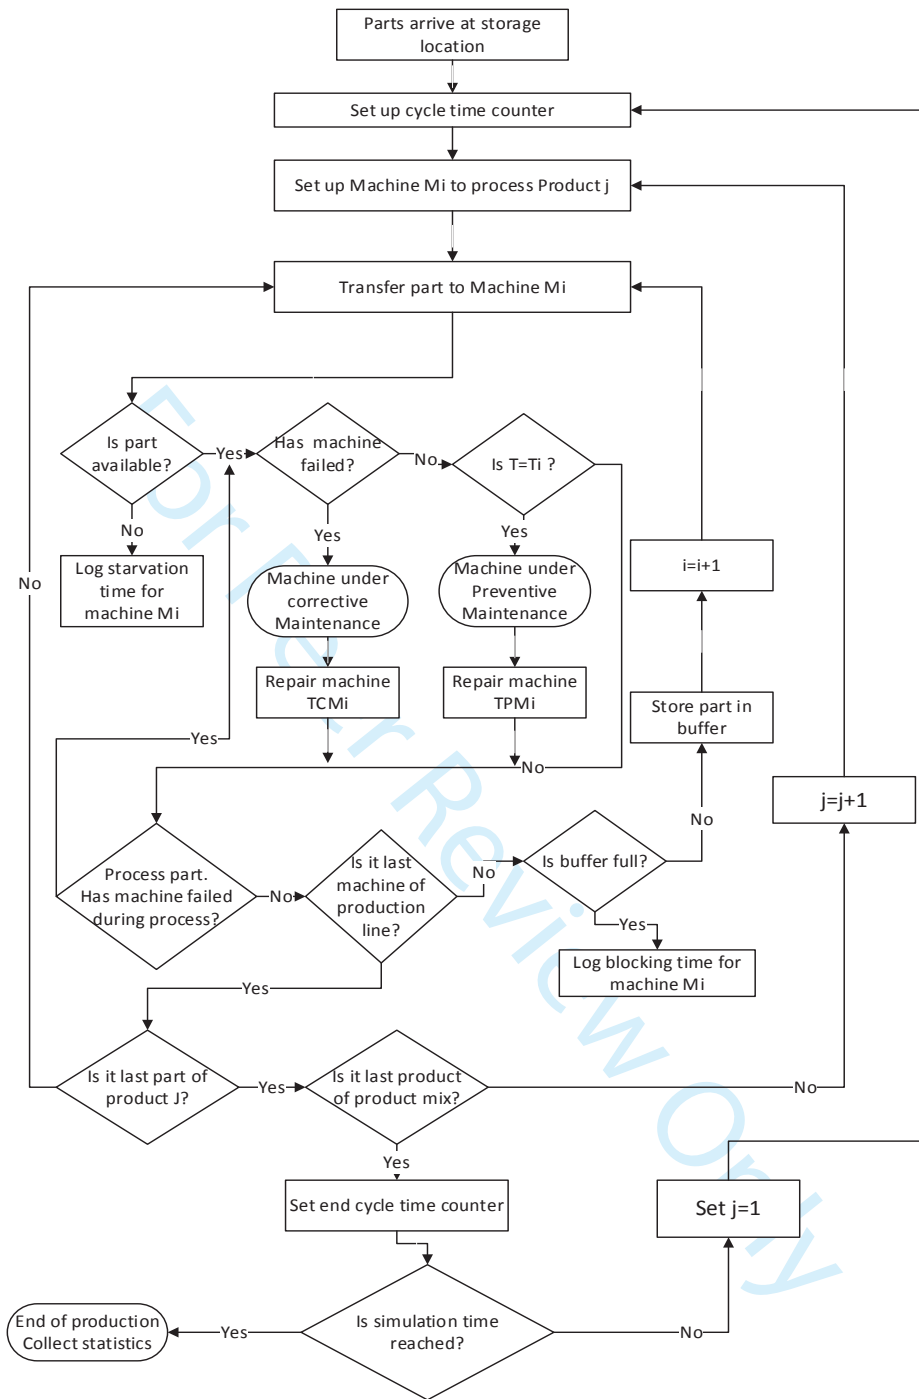 Parts arrive at storage
location
Set up cycle time counter
Set up Machine Mi to process Product j
Transfer part to Machine Mi
Is part
available?
Yes
Has machine
failed?
No
Is T=Ti ?
No
Yes
Yes
Log starvation
time for
machine Mi
Machine under
corrective
Maintenance
Machine under
Preventive
Maintenance
i=i+1
No
Repair machine
TCMi
Repair machine
TPMi
Store part in
buffer
Yes
No
j=j+1
No
Process part.
Has machine failed
during process?
No
Is it last
machine of
production
line?
No
Is buffer full?
Yes
Log blocking time for
machine Mi
Yes
Is it last part of
product J?
Yes
Is it last product
of product mix?
No
Yes
Set end cycle time counter
Set j=1
Is simulation time
reached?
No
Yes
End of production
Collect statistics
For Peer Review Only